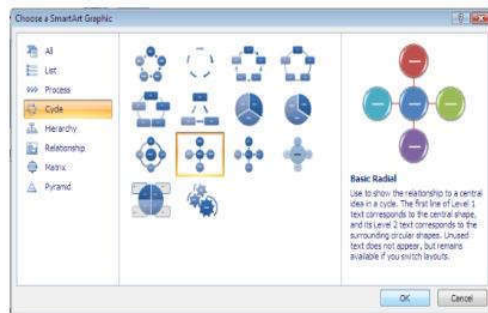 Choose a SmartArt Graphic
All
List
Process
Cycle
Hierarchy
Relationship
Matrix
Pyramid
Basic Radial
Use to show the relationship to a central
idea in a cycle. The first line of Level 1
text corresponds to the central shape,
and its Level 2 text corresponds to the
surrounding circular shapes. Unused
text does not appear, but remains
available if you switch layouts.
OK
Cancel